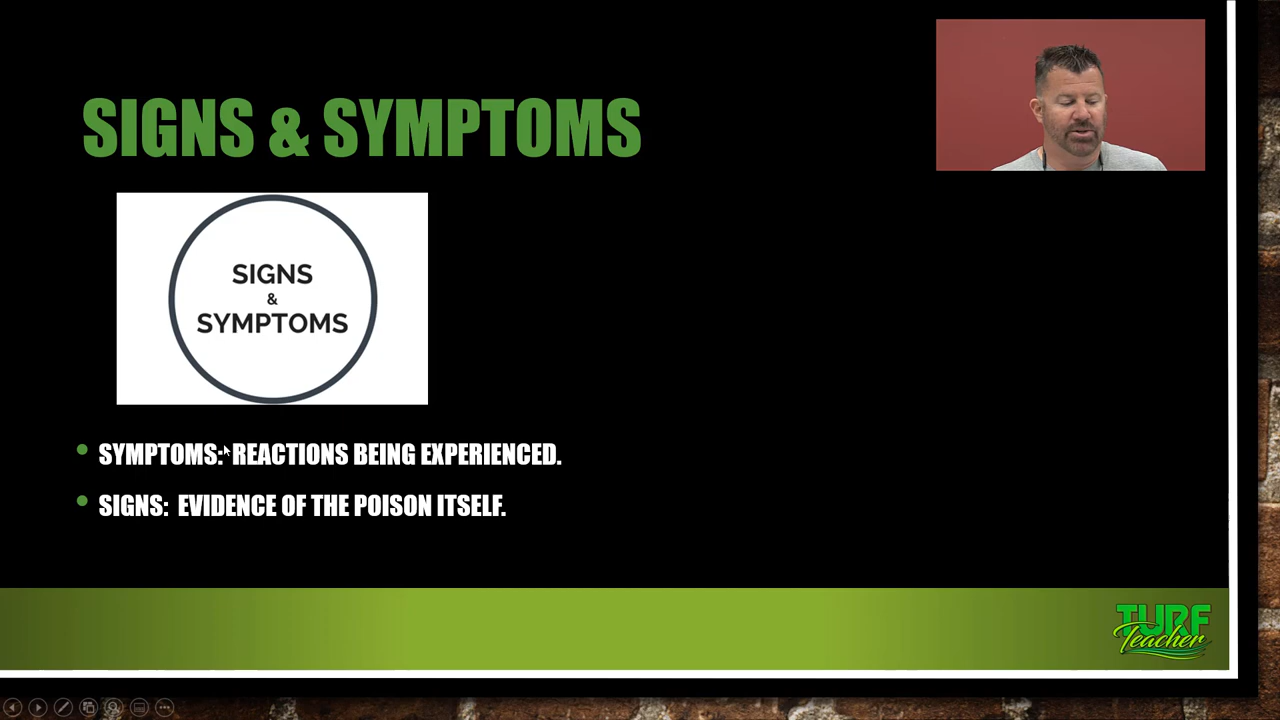 SIGNS & SYMPTOMS
SIGNS
&
SYMPTOMS
SYMPTOMS: REACTIONS BEING EXPERIENCED.
SIGNS: EVIDENCE OF THE POISON ITSELF.
TURF
Teacher